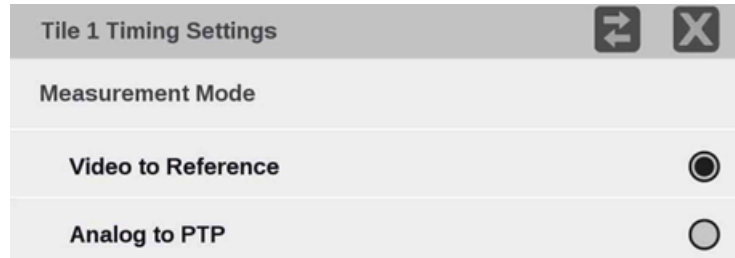 Tile 1 Timing Settings
Measurement Mode
Video to Reference
Analog to PTP